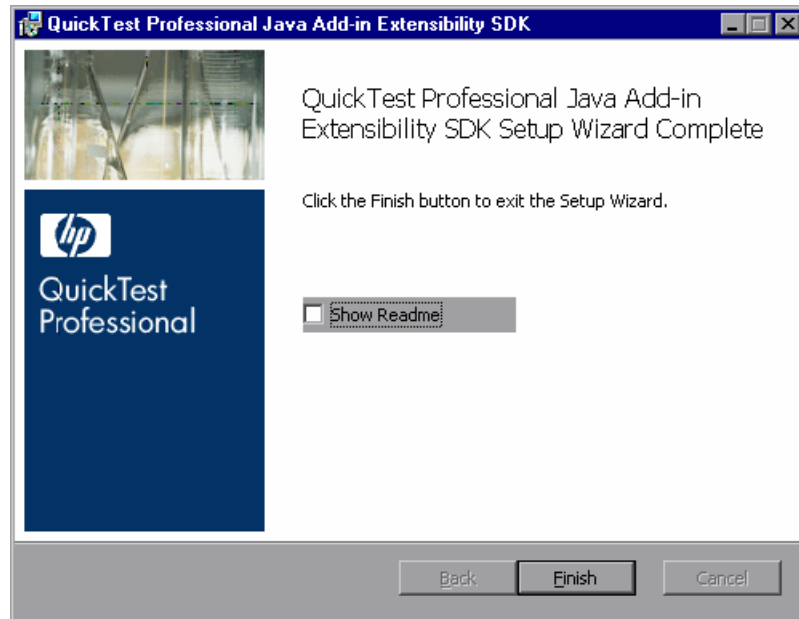 QuickTest Professional Java Add-in Extensibility SDK
QuickTest Professional Java Add-in
Extensibility SDK Setup Wizard Complete
Click the Finish button to exit the Setup Wizard.
hp
QuickTest
Professional
Show Readme
Back
Finish
Cancel